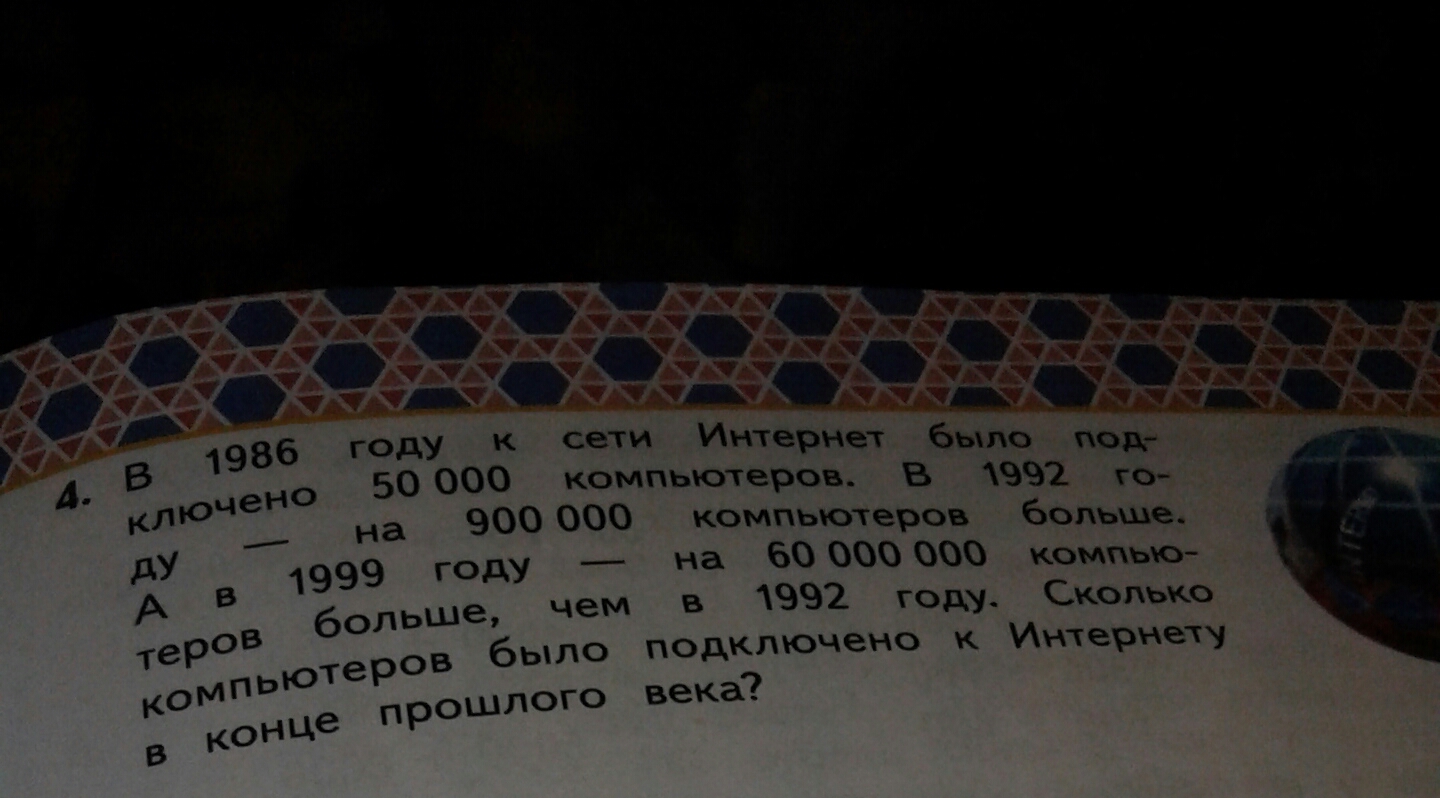 4. В 1986 году к сети Интернет было под-
ключено 50 000 компьютеров. В 1992 го-
ду — на 900 000 компьютеров больше.
А в 1999 году — на 60 000 000 компью-
теров больше, чем в 1992 году. Сколько
компьютеров было подключено к Интернету
в конце прошлого века?